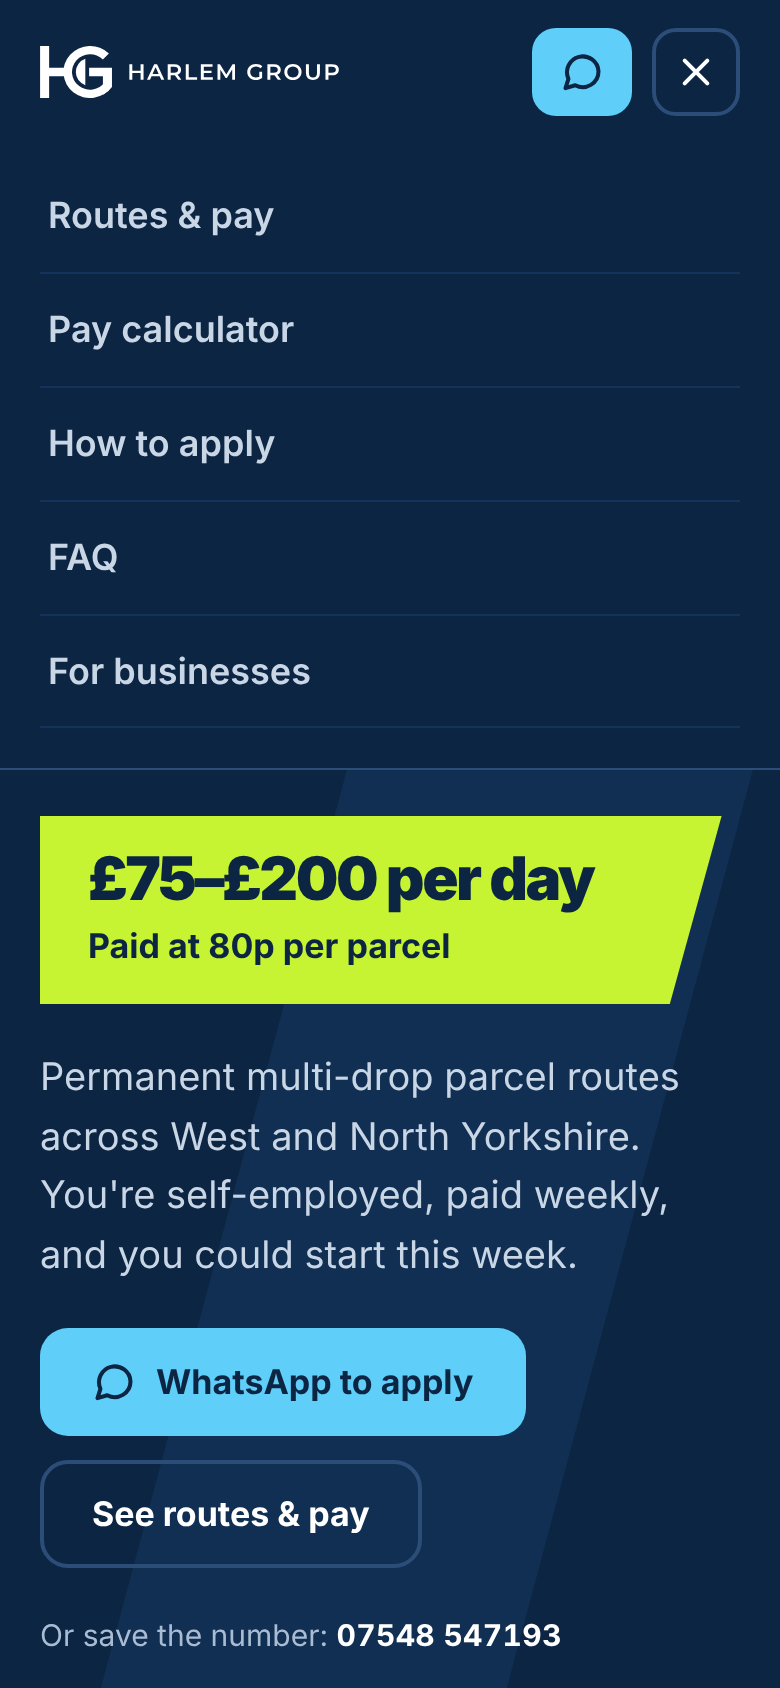 HG HARLEM GROUP
Routes & pay
Pay calculator
How to apply
FAQ
For businesses
£75–£200 per day
Paid at 80p per parcel
Permanent multi-drop parcel routes
across West and North Yorkshire.
You're self-employed, paid weekly,
and you could start this week.
WhatsApp to apply
See routes & pay
Or save the number: 07548 547193